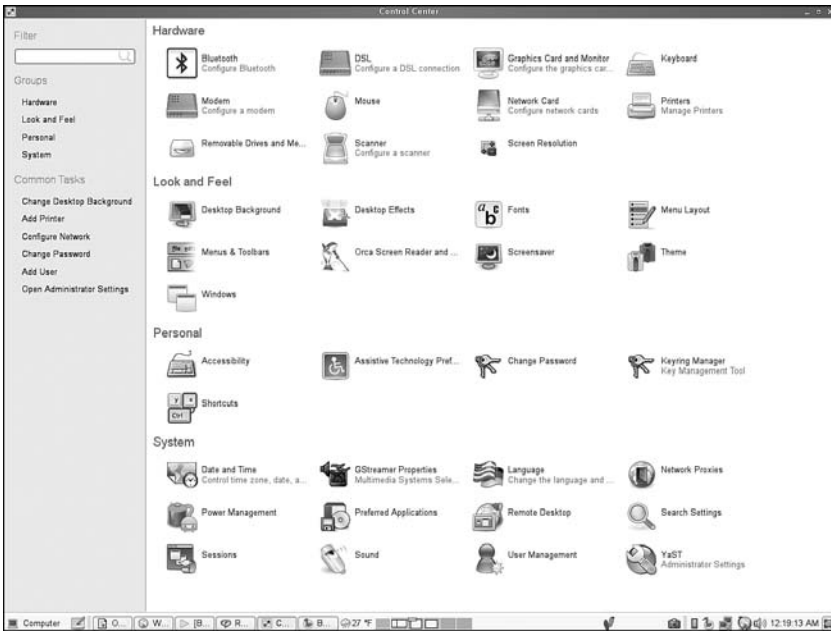 Control Center
Filter
Groups
Hardware
Look and Feel
Personal
System
Common Tasks
Change Desktop Background
Add Printer
Configure Network
Change Password
Add User
Open Administrator Settings
Hardware
Bluetooth
Configure Bluetooth
DSL
Configure a DSL connection
Graphics Card and Monitor
Configure the graphics car...
Keyboard
Modem
Configure a modem
Mouse
Network Card
Configure network cards
Printers
Manage Printers
Removable Drives and Me...
Scanner
Configure a scanner
Screen Resolution
Look and Feel
Desktop Background
Desktop Effects
Fonts
Menu Layout
Menus & Toolbars
Orca Screen Reader and ...
Screensaver
Theme
Windows
Personal
Accessibility
Assistive Technology Pref...
Change Password
Keyring Manager
Key Management Tool
Shortcuts
System
Date and Time
Control time zone, date, a...
GStreamer Properties
Multimedia Systems Sele...
Language
Change the language and ...
Network Proxies
Power Management
Preferred Applications
Remote Desktop
Search Settings
Sessions
Sound
User Management
YaST
Administrator Settings
Computer O... W... [B... R... C... B... 27 °F 12:19:13 AM